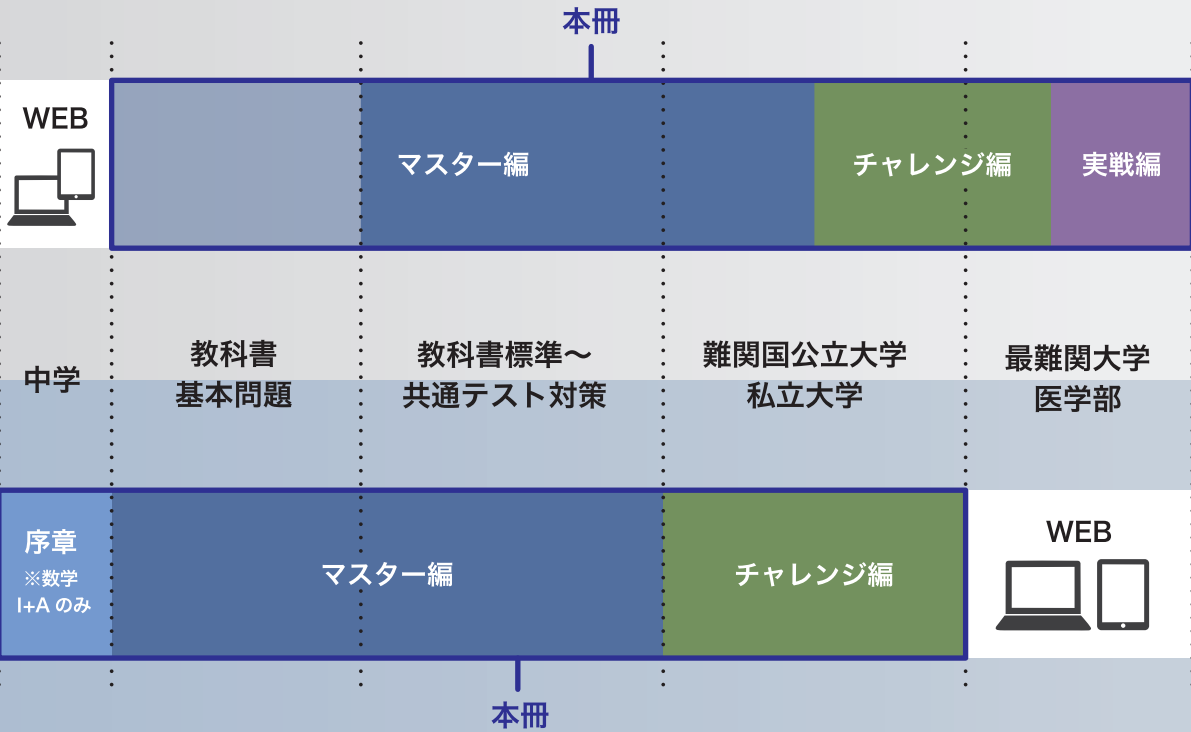 本冊
WEB
マスター編
チャレンジ編
実戦編
中学
教科書
基本問題
教科書標準〜
共通テスト対策
難関国公立大学
私立大学
最難関大学
医学部
序章
※数学
I+A のみ
マスター編
チャレンジ編
WEB
本冊